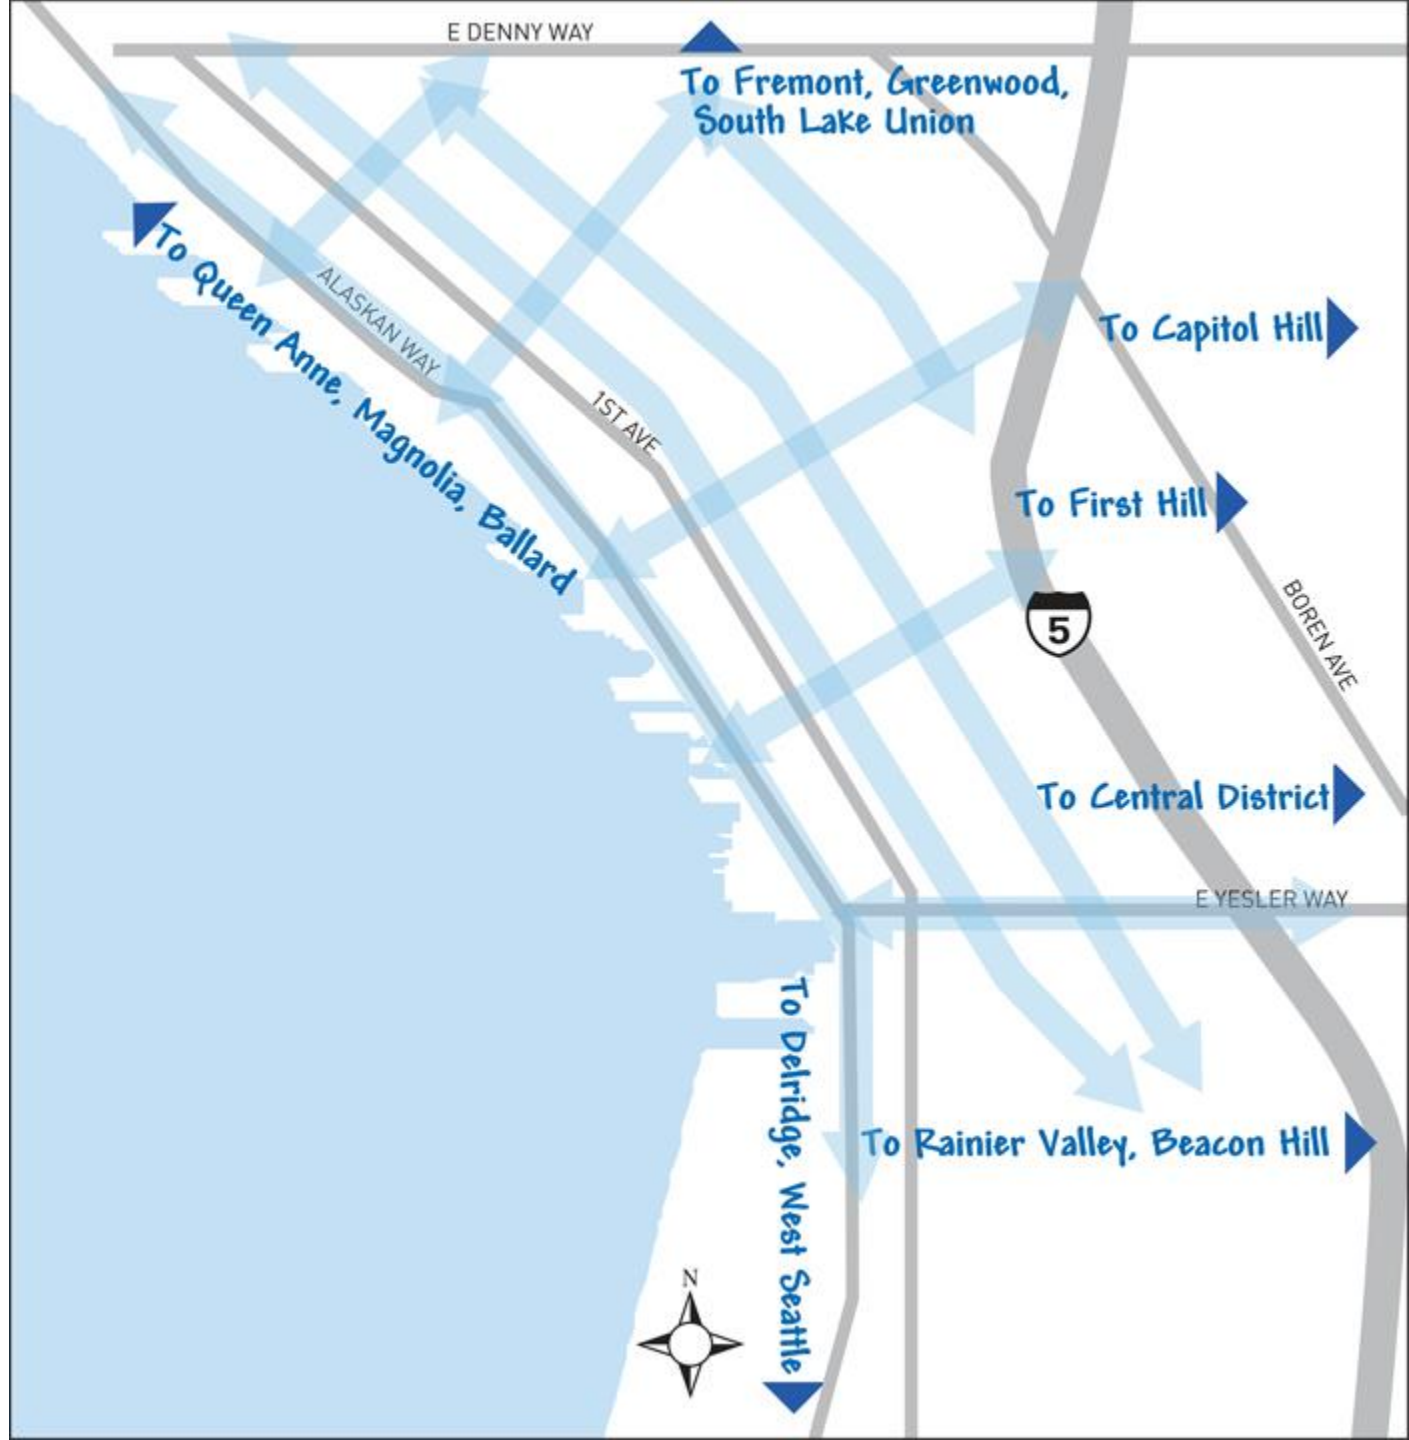 E DENNY WAY
To Fremont, Greenwood,
South Lake Union
To Queen Anne, Magnolia, Ballard
ALASKAN WAY
To Capitol Hill
1ST AVE
To First Hill
BOREN AVE
5
To Central District
E YESLER WAY
To Delridge, West Seattle
To Rainier Valley, Beacon Hill
N